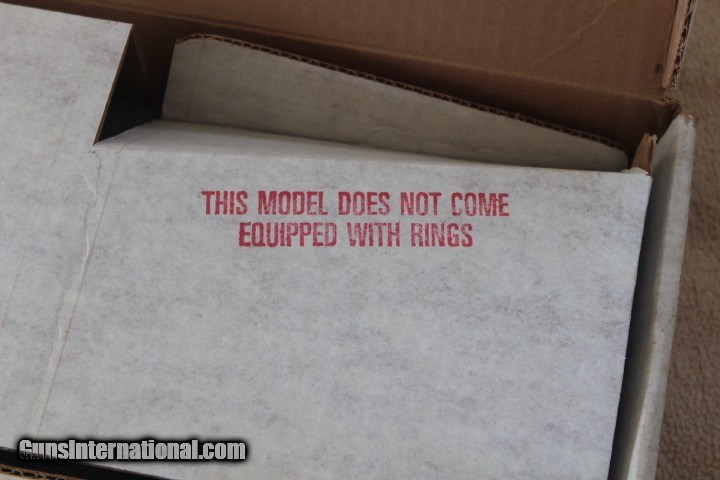 THIS MODEL DOES NOT COME
EQUIPPED WITH RINGS
GunsInternational.com